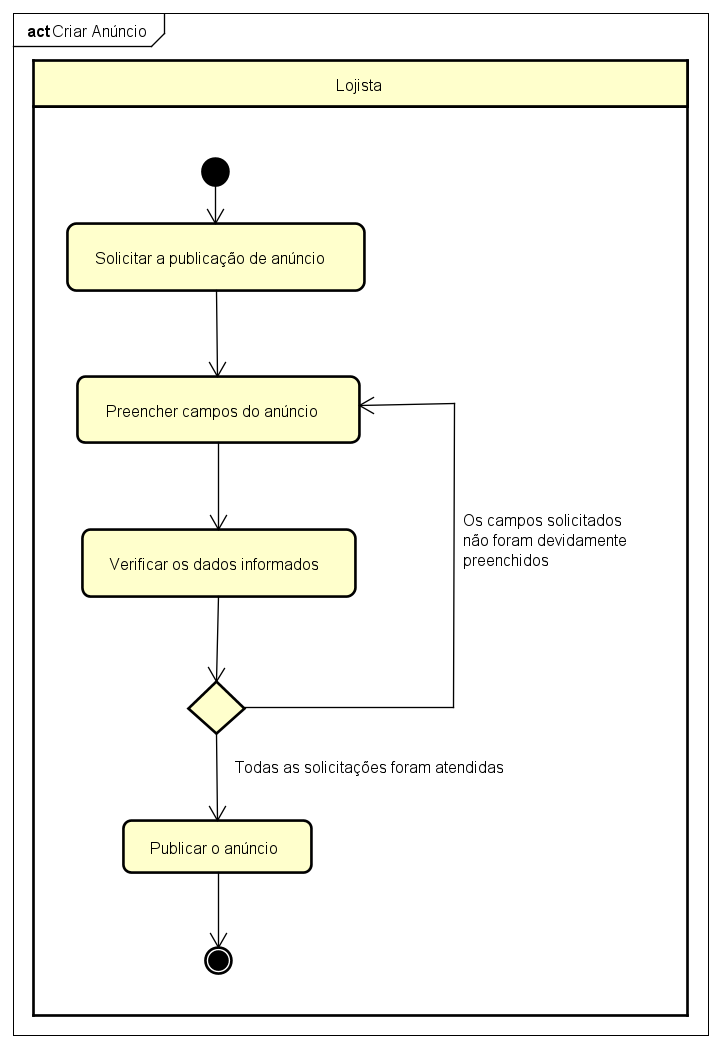 act Criar Anúncio
Lojista
Solicitar a publicação de anúncio
Preencher campos do anúncio
Os campos solicitados
não foram devidamente
preenchidos
Verificar os dados informados
Todas as solicitações foram atendidas
Publicar o anúncio